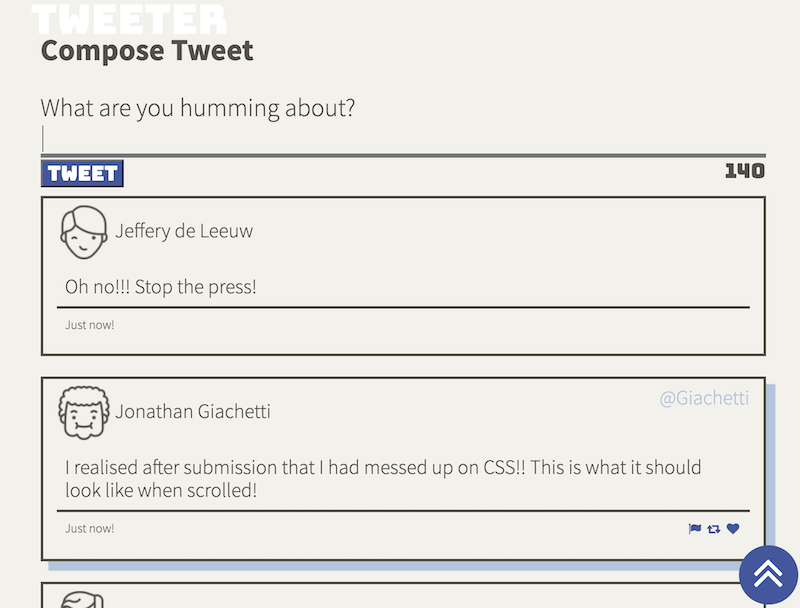 TWEETER
Compose Tweet
What are you humming about?
TWEET
140
Jeffery de Leeuw
Oh no!!! Stop the press!
Just now!
@Giachetti
Jonathan Giachetti
I realised after submission that I had messed up on CSS!! This is what it should
look like when scrolled!
Just now!